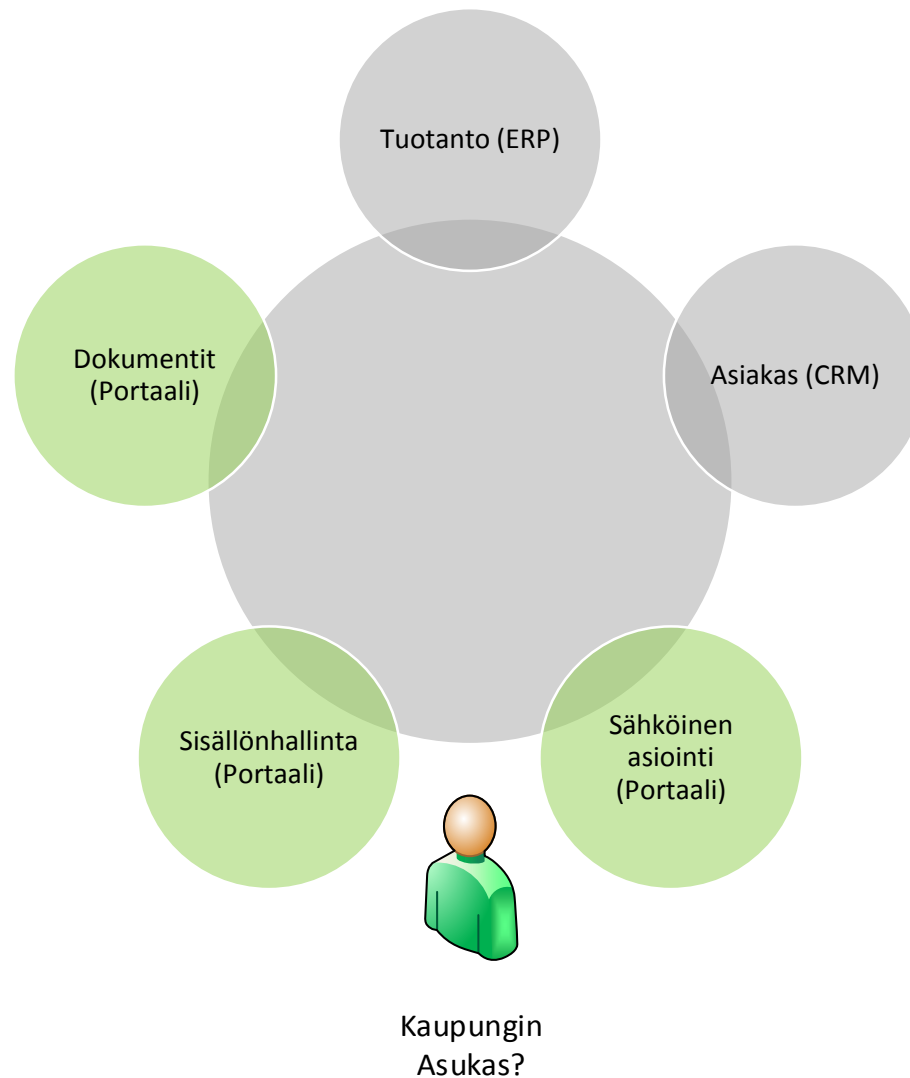 Tuotanto (ERP)
Dokumentit
(Portaali)
Asiakas (CRM)
Sisällönhallinta
(Portaali)
Sähköinen
asiointi
(Portaali)
Kaupungin
Asukas?